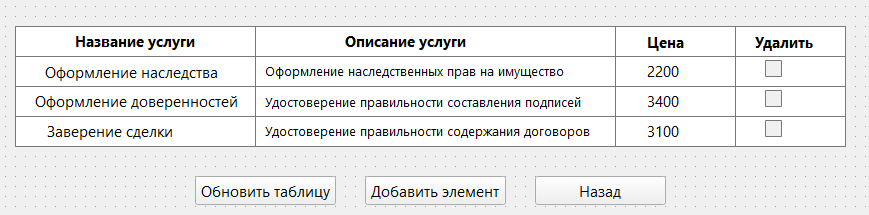 Название услуги Описание услуги Цена Удалить
Оформление наследства Оформление наследственных прав на имущество 2200
Оформление доверенностей Удостоверение правильности составления подписей 3400
Заверение сделки Удостоверение правильности содержания договоров 3100
Обновить таблицу Добавить элемент Назад